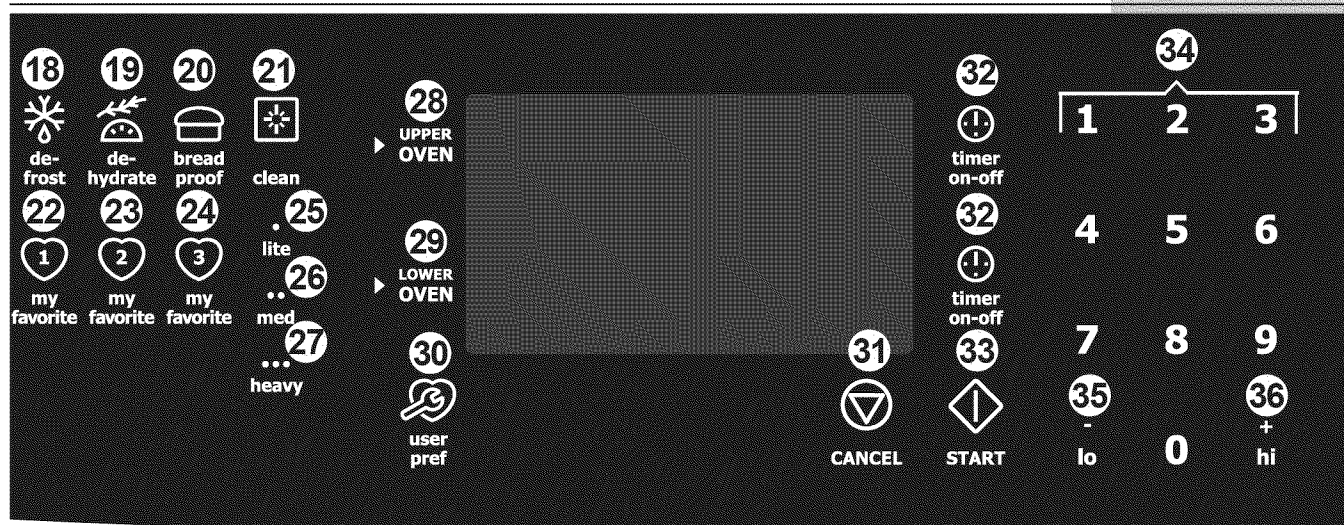 18 19 20 21
de-
frost
de-
hydrate
bread
proof
clean
22 23 24 25
1 2 3
my
favorite
my
favorite
my
favorite
lite
26
med
27
heavy
28
UPPER
OVEN
29
LOWER
OVEN
30
user
pref
31
CANCEL
32
timer
on-off
32
timer
on-off
33
START
34
1 2 3
4 5 6
7 8 9
35 36
- +
lo 0 hi